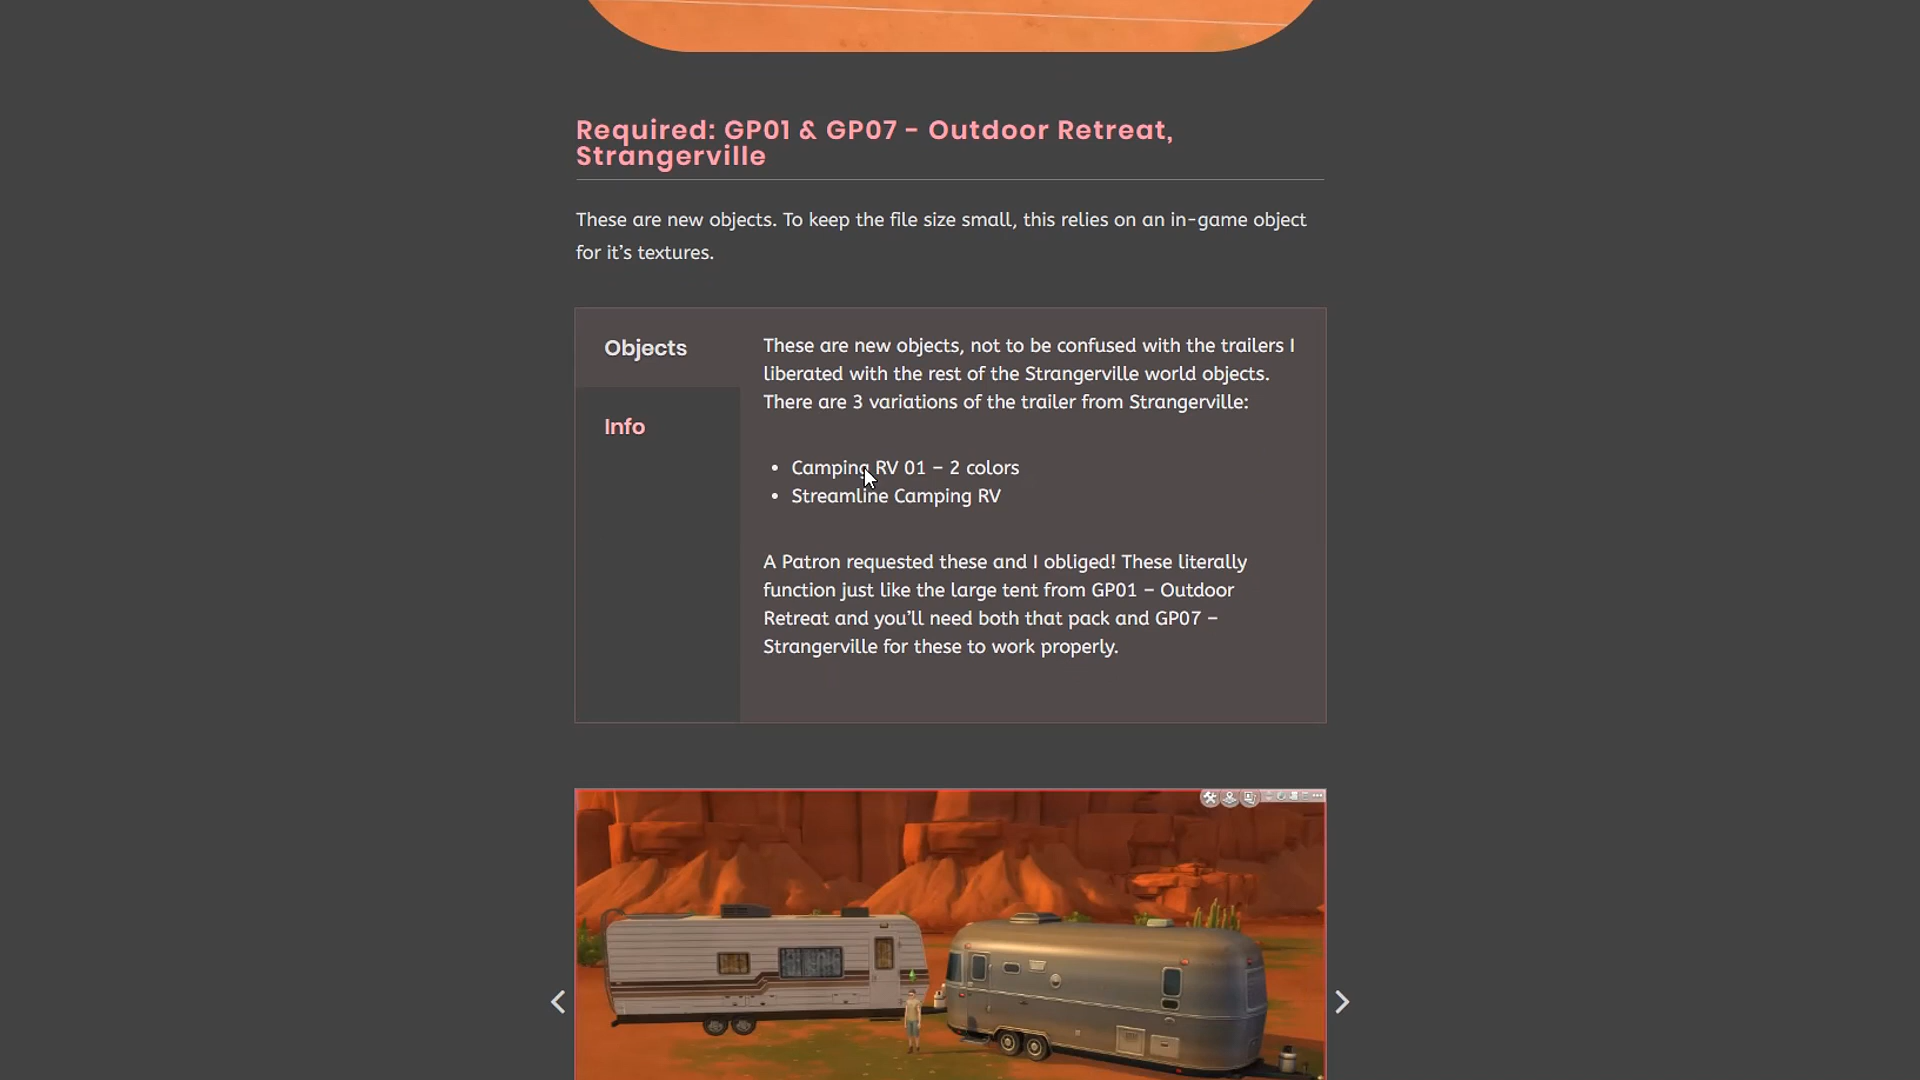 Required: GP01 & GP07 - Outdoor Retreat,
Strangerville
These are new objects. To keep the file size small, this relies on an in-game object
for it’s textures.
Objects
Info
These are new objects, not to be confused with the trailers I
liberated with the rest of the Strangerville world objects.
There are 3 variations of the trailer from Strangerville:
• Camping RV 01 – 2 colors
• Streamline Camping RV
A Patron requested these and I obliged! These literally
function just like the large tent from GP01 – Outdoor
Retreat and you’ll need both that pack and GP07 –
Strangerville for these to work properly.